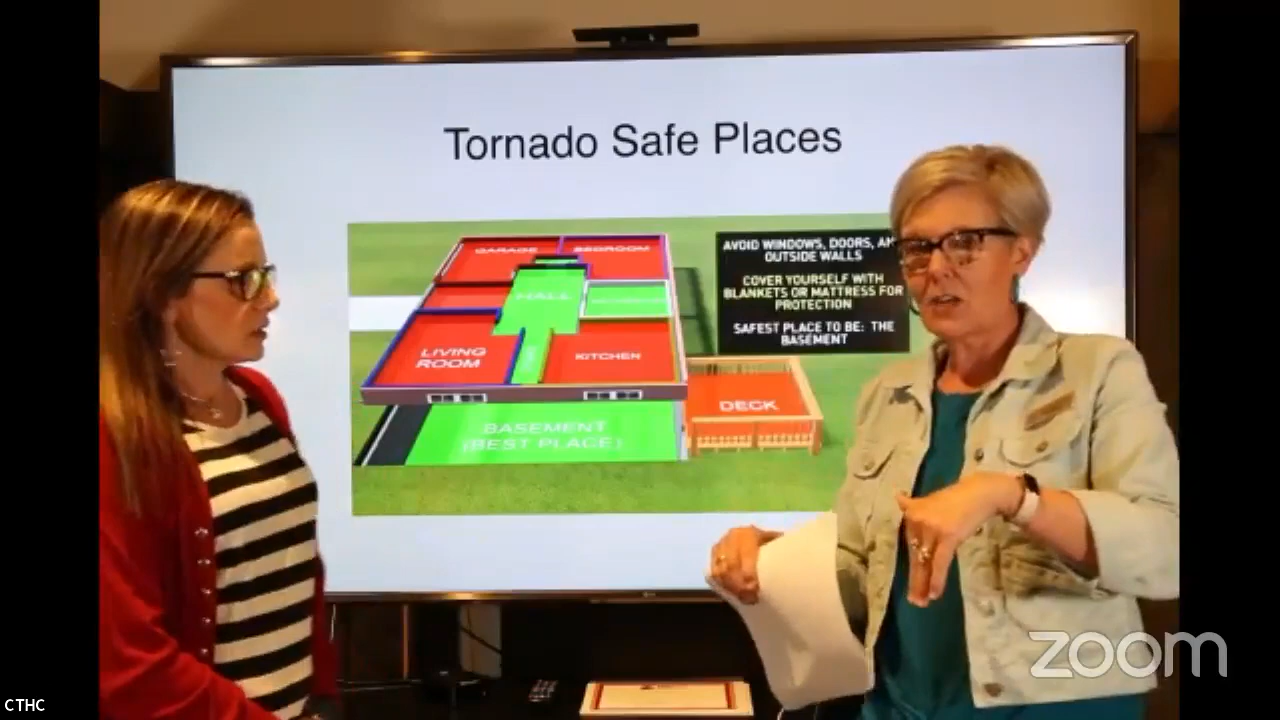 Tornado Safe Places
GARAGE
BEDROOM
HALL
LIVING
ROOM
KITCHEN
DECK
BASEMENT
(BEST PLACE)
AVOID WINDOWS, DOORS,
OUTSIDE WALLS
COVER YOURSELF WITH
BLANKETS OR MATTRESS FOR
PROTECTION
SAFEST PLACE TO BE: THE
BASEMENT
zoom
CTHC